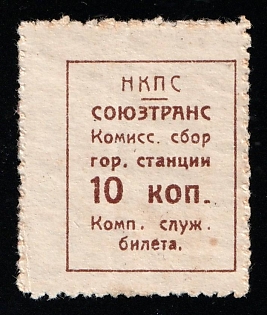 НКПС
СОЮЗТРАНС
Комисс. сбор
гор. станции
10 коп.
Комп. служ.
билета.